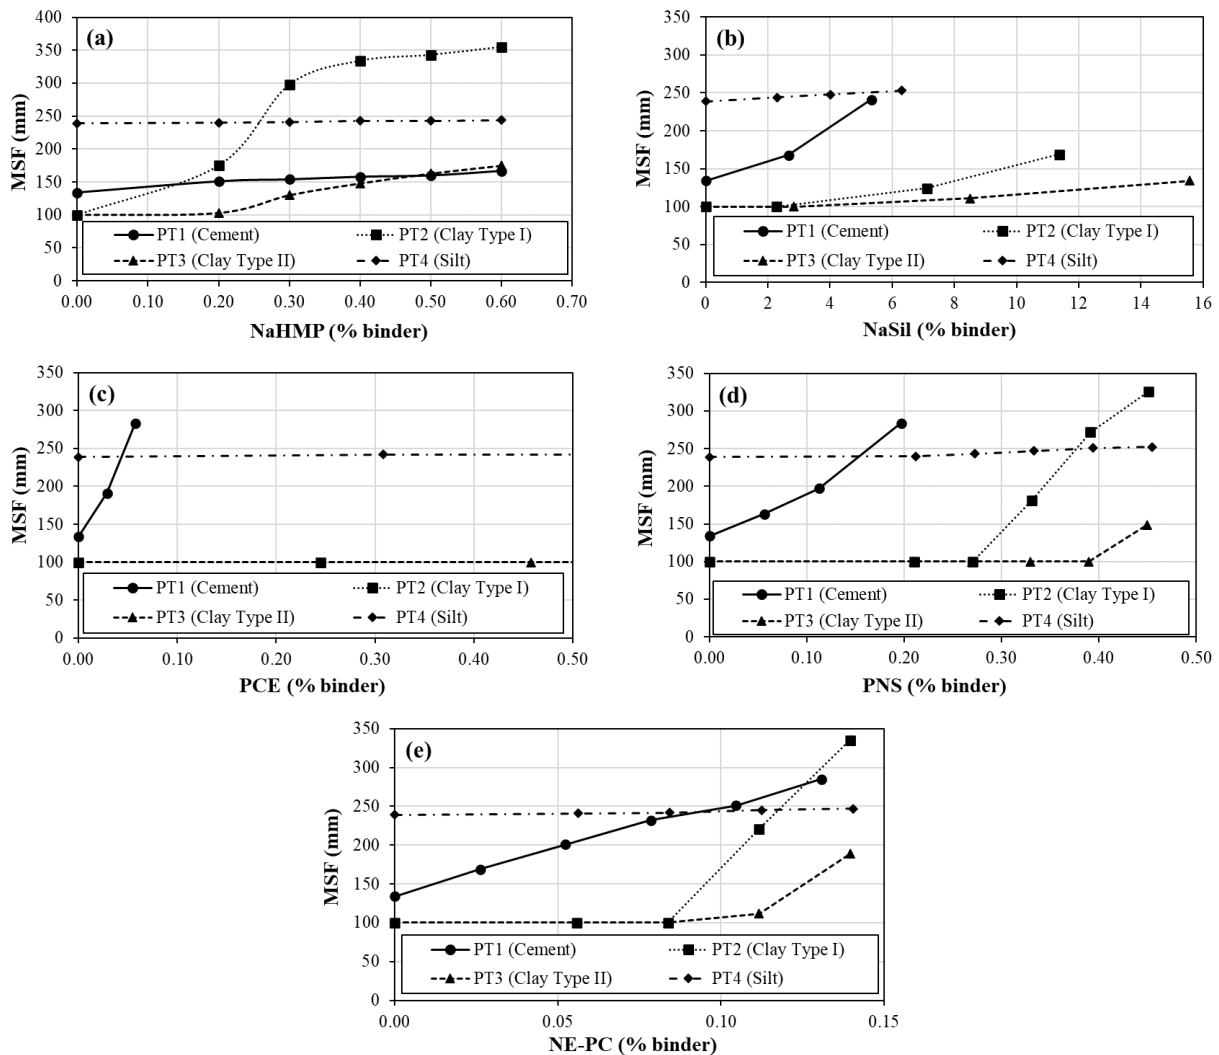 (a)
400
350
300
250
200
150
100
50
0
MSF (mm)
PT1 (Cement) PT2 (Clay Type I)
PT3 (Clay Type II) PT4 (Silt)
0.00 0.10 0.20 0.30 0.40 0.50 0.60 0.70
NaHMP (% binder)
(b)
350
300
250
200
150
100
50
0
MSF (mm)
PT1 (Cement) PT2 (Clay Type I)
PT3 (Clay Type II) PT4 (Silt)
0 2 4 6 8 10 12 14 16
NaSil (% binder)
(c)
350
300
250
200
150
100
50
0
MSF (mm)
PT1 (Cement) PT2 (Clay Type I)
PT3 (Clay Type II) PT4 (Silt)
0.00 0.10 0.20 0.30 0.40 0.50
PCE (% binder)
(d)
350
300
250
200
150
100
50
0
MSF (mm)
PT1 (Cement) PT2 (Clay Type I)
PT3 (Clay Type II) PT4 (Silt)
0.00 0.10 0.20 0.30 0.40 0.50
PNS (% binder)
(e)
350
300
250
200
150
100
50
0
MSF (mm)
PT1 (Cement) PT2 (Clay Type I)
PT3 (Clay Type II) PT4 (Silt)
0.00 0.05 0.10 0.15
NE-PC (% binder)